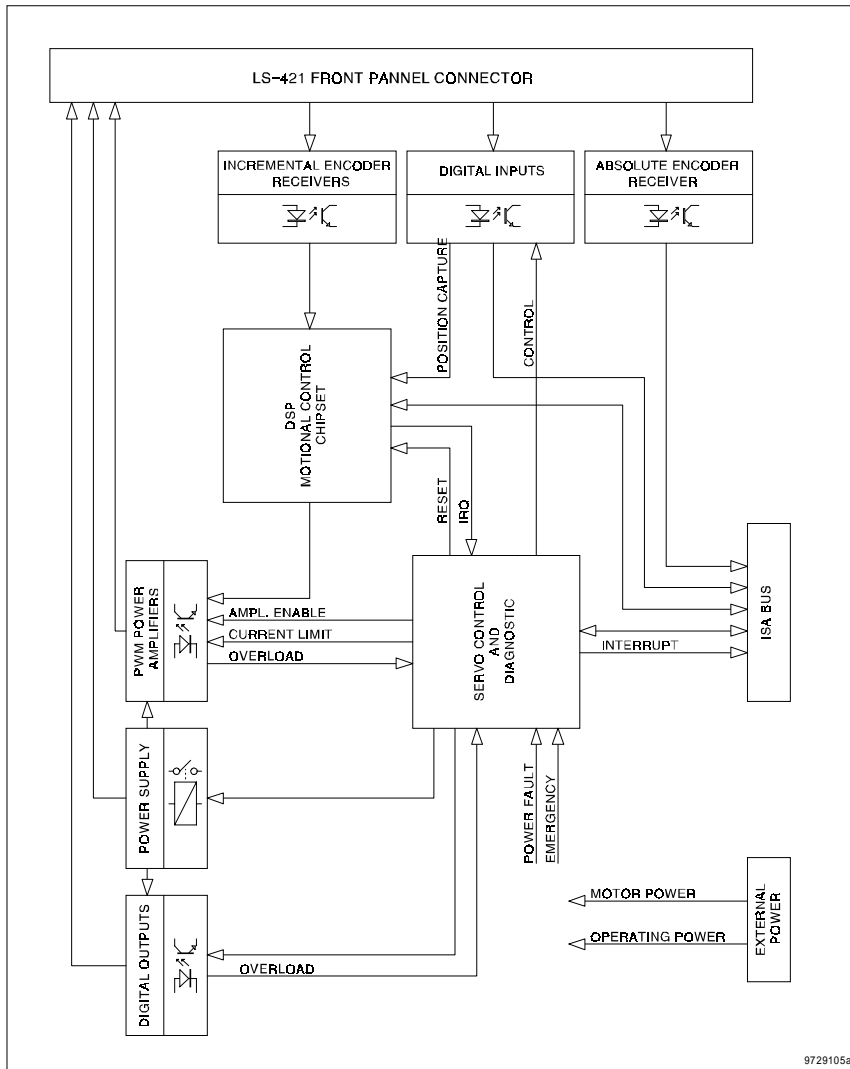 LS-421 FRONT PANNEL CONNECTOR
INCREMENTAL ENCODER
RECEIVERS
DIGITAL INPUTS
ABSOLUTE ENCODER
RECEIVER
POSITION CAPTURE
CONTROL
DSP
MOTIONAL CONTROL
CHIPSET
RESET
IRQ
PWM POWER
AMPLIFIERS
AMPL. ENABLE
CURRENT LIMIT
OVERLOAD
SERVO CONTROL
AND
DIAGNOSTIC
INTERRUPT
ISA BUS
POWER SUPPLY
POWER FAULT
EMERGENCY
DIGITAL OUTPUTS
OVERLOAD
MOTOR POWER
OPERATING POWER
EXTERNAL
POWER
9729105a